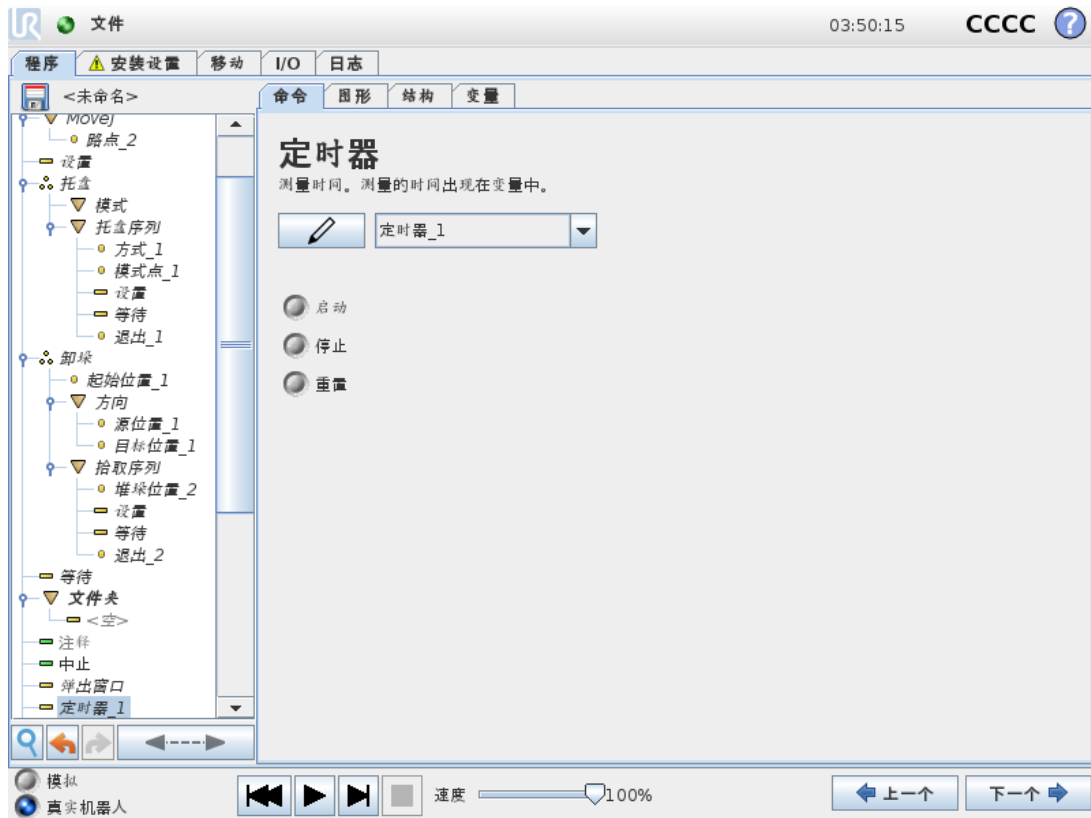 UR 文件 03:50:15 CCCC ?
程序 安装设置 移动 I/O 日志
<未命名>
命令 图形 结构 变量
MoveJ
路点_2
设置
托盘
模式
托盘序列
方式_1
模式点_1
设置
等待
退出_1
卸垛
起始位置_1
方向
源位置_1
目标位置_1
拾取序列
堆垛位置_2
设置
等待
退出_2
等待
文件夹
<空>
注释
中止
弹出窗口
定时器_1
定时器
测量时间。测量的时间出现在变量中。
定时器_1
启动
停止
重置
模拟
真实机器人
速度 100%
上一个 下一个